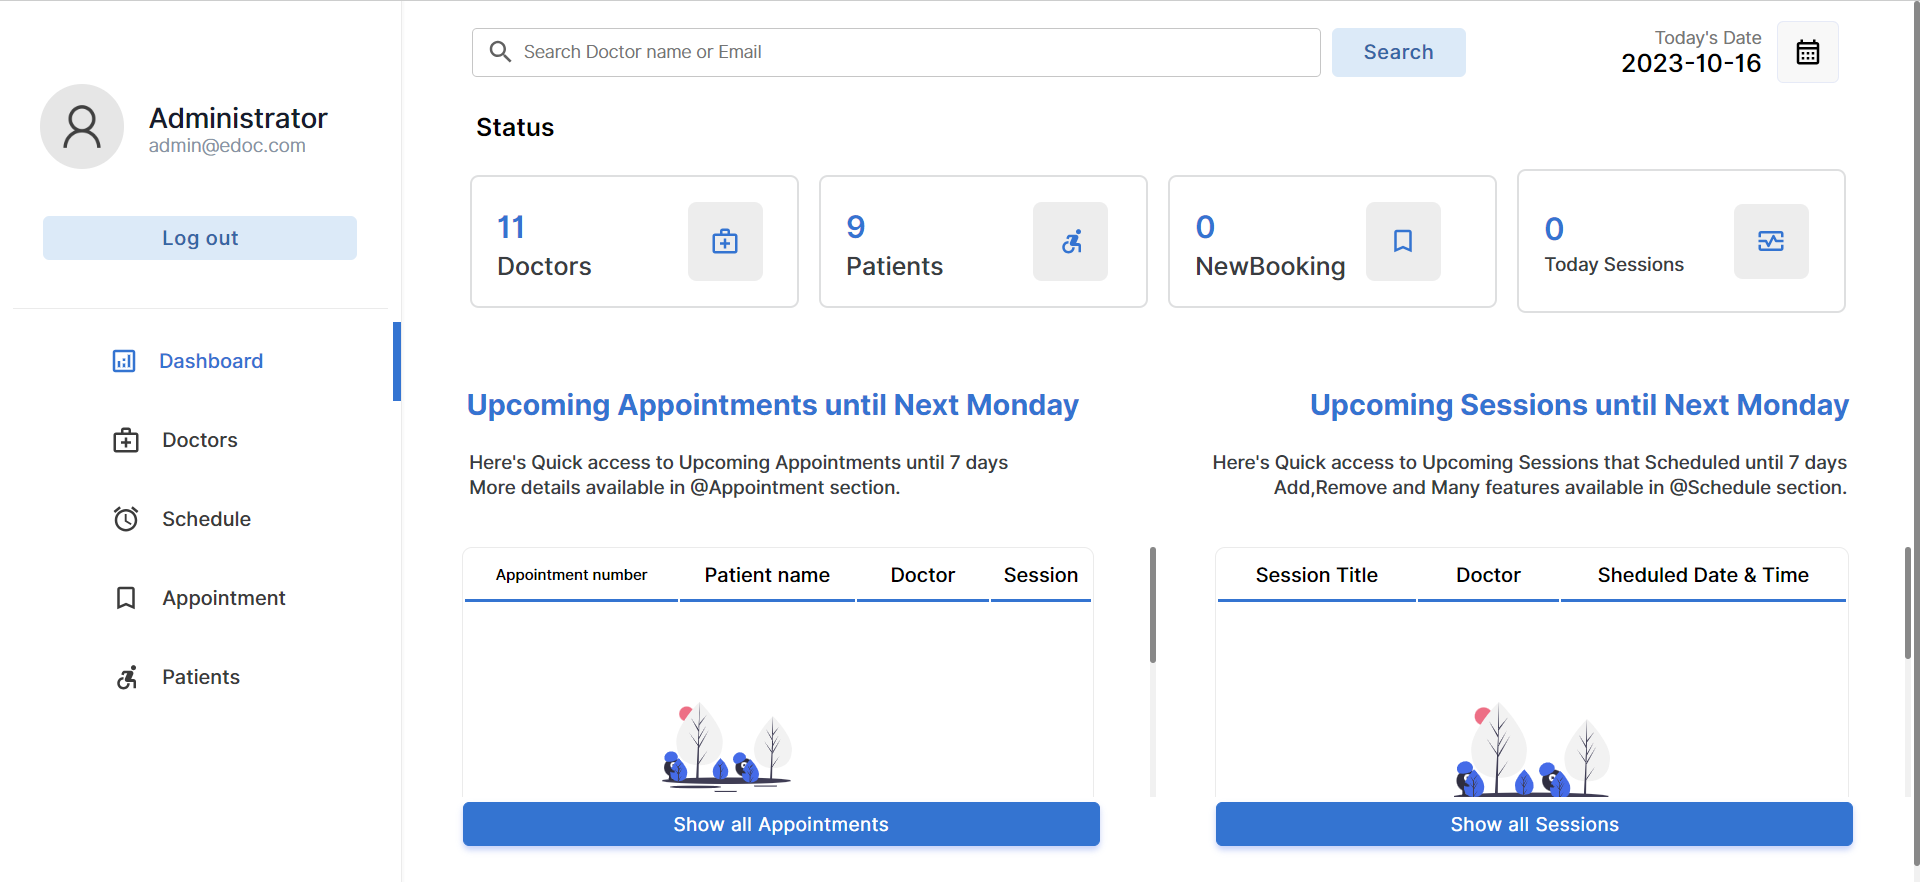 Administrator
admin@edoc.com
Log out
Dashboard
Doctors
Schedule
Appointment
Patients
Search Doctor name or Email
Search
Today's Date
2023-10-16
Status
11
Doctors
9
Patients
0
NewBooking
0
Today Sessions
Upcoming Appointments until Next Monday
Here's Quick access to Upcoming Appointments until 7 days
More details available in @Appointment section.
Appointment number Patient name Doctor Session
Show all Appointments
Upcoming Sessions until Next Monday
Here's Quick access to Upcoming Sessions that Scheduled until 7 days
Add,Remove and Many features available in @Schedule section.
Session Title Doctor Sheduled Date & Time
Show all Sessions